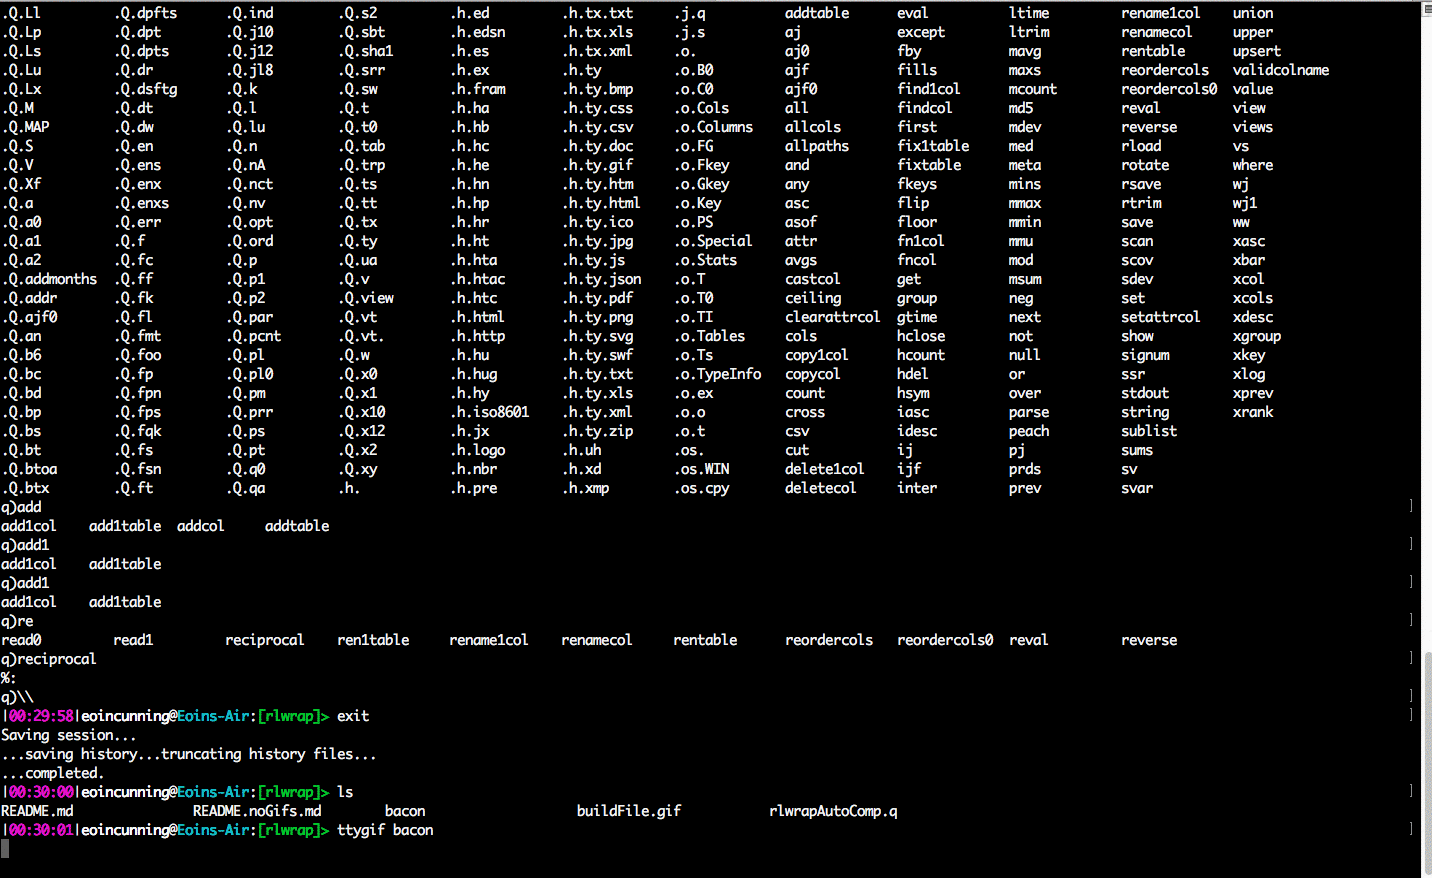 .Q.Ll .Q.dpfts .Q.ind .Q.s2 .h.ed .h.tx.txt .j.q addtable eval ltime rename1col union
.Q.Lp .Q.dpt .Q.j10 .Q.sbt .h.edsn .h.tx.xls .j.s aj except ltrim renamecol upper
.Q.Ls .Q.dpts .Q.j12 .Q.sha1 .h.es .h.tx.xml .o. aj0 fby mavg rentable upsert
.Q.Lu .Q.dr .Q.jl8 .Q.srr .h.ex .h.ty .o.B0 ajf fills maxs reordercols validcolname
.Q.Lx .Q.dsftg .Q.k .Q.sw .h.fram .h.ty.bmp .o.C0 ajf0 find1col mcount reordercols0 value
.Q.M .Q.dt .Q.l .Q.t .h.ha .h.ty.css .o.Cols all findcol md5 reval view
.Q.MAP .Q.dw .Q.lu .Q.t0 .h.hb .h.ty.csv .o.Columns allcols first mdev reverse views
.Q.S .Q.en .Q.n .Q.tab .h.hc .h.ty.doc .o.FG allpaths fix1table med rload vs
.Q.V .Q.ens .Q.nA .Q.trp .h.he .h.ty.gif .o.Fkey and fixtable meta rotate where
.Q.Xf .Q.enx .Q.nct .Q.ts .h.hn .h.ty.htm .o.Gkey any fkeys mins rsave wj
.Q.a .Q.enxs .Q.nv .Q.tt .h.hp .h.ty.html .o.Key asc flip mmax rtrim wj1
.Q.a0 .Q.err .Q.opt .Q.tx .h.hr .h.ty.ico .o.PS asof floor mmin save ww
.Q.a1 .Q.f .Q.ord .Q.ty .h.ht .h.ty.jpg .o.Special attr fn1col mmu scan xasc
.Q.a2 .Q.fc .Q.p .Q.ua .h.hta .h.ty.js .o.Stats avgs fncol mod scov xbar
.Q.addmonths .Q.ff .Q.p1 .Q.v .h.htac .h.ty.json .o.T castcol get msum sdev xcol
.Q.addr .Q.fk .Q.p2 .Q.view .h.htc .h.ty.pdf .o.T0 ceiling group neg set xcols
.Q.ajf0 .Q.fl .Q.par .Q.vt .h.html .h.ty.png .o.TI clearattrcol gtime next setattrcol xdesc
.Q.an .Q.fmt .Q.pcnt .Q.vt. .h.http .h.ty.svg .o.Tables cols hclose not show xgroup
.Q.b6 .Q.foo .Q.pl .Q.w .h.hu .h.ty.swf .o.Ts copy1col hcount null signum xkey
.Q.bc .Q.fp .Q.pl0 .Q.x0 .h.hug .h.ty.txt .o.TypeInfo copycol hdel or ssr xlog
.Q.bd .Q.fpn .Q.pm .Q.x1 .h.hy .h.ty.xls .o.ex count hsym over stdout xprev
.Q.bp .Q.fps .Q.prr .Q.x10 .h.iso8601 .h.ty.xml .o.o cross iasc parse string xrank
.Q.bs .Q.fqk .Q.ps .Q.x12 .h.jx .h.ty.zip .o.t csv idesc peach sublist
.Q.bt .Q.fs .Q.pt .Q.x2 .h.logo .h.uh .os. cut ij pj sums
.Q.btoa .Q.fsn .Q.q0 .Q.xy .h.nbr .h.xd .os.WIN delete1col ijf prds sv
.Q.btx .Q.ft .Q.qa .h. .h.pre .h.xmp .os.cpy deletecol inter prev svar
q)add ]
add1col add1table addcol addtable
q)add1 ]
add1col add1table
q)add1 ]
add1col add1table
q)re ]
read0 read1 reciprocal ren1table rename1col renamecol rentable reordercols reordercols0 reval reverse
q)reciprocal ]
%:
q)\\ ]
|00:29:58|eoincunning@Eoins-Air:[rlwrap]> exit ]
Saving session...
...saving history...truncating history files...
...completed.
|00:30:00|eoincunning@Eoins-Air:[rlwrap]> ls ]
README.md README.noGifs.md bacon buildFile.gif rlwrapAutoComp.q
|00:30:01|eoincunning@Eoins-Air:[rlwrap]> ttygif bacon ]